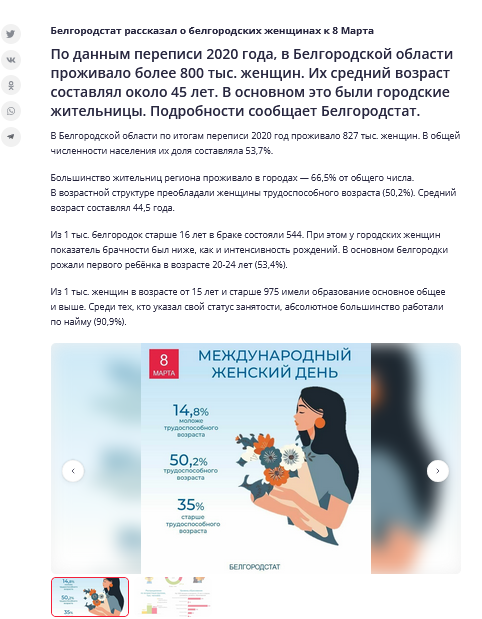 Белгородстат рассказал о белгородских женщинах к 8 Марта
По данным переписи 2020 года, в Белгородской области
проживало более 800 тыс. женщин. Их средний возраст
составлял около 45 лет. В основном это были городские
жительницы. Подробности сообщает Белгородстат.
В Белгородской области по итогам переписи 2020 год проживало 827 тыс. женщин. В общей
численности населения их доля составляла 53,7%.
Большинство жительниц региона проживало в городах — 66,5% от общего числа.
В возрастной структуре преобладали женщины трудоспособного возраста (50,2%). Средний
возраст составлял 44,5 года.
Из 1 тыс. белгородок старше 16 лет в браке состояли 544. При этом у городских женщин
показатель брачности был ниже, как и интенсивность рождений. В основном белгородки
рожали первого ребёнка в возрасте 20-24 лет (53,4%).
Из 1 тыс. женщин в возрасте от 15 лет и старше 975 имели образование основное общее
и выше. Среди тех, кто указал свой статус занятости, абсолютное большинство работали
по найму (90,9%).
8
МАРТА
МЕЖДУНАРОДНЫЙ
ЖЕНСКИЙ ДЕНЬ
14,8%
моложе
трудоспособного
возраста
50,2%
трудоспособного
возраста
35%
старше
трудоспособного
возраста
БЕЛГОРОДСТАТ
14,8%
50,2%
35%